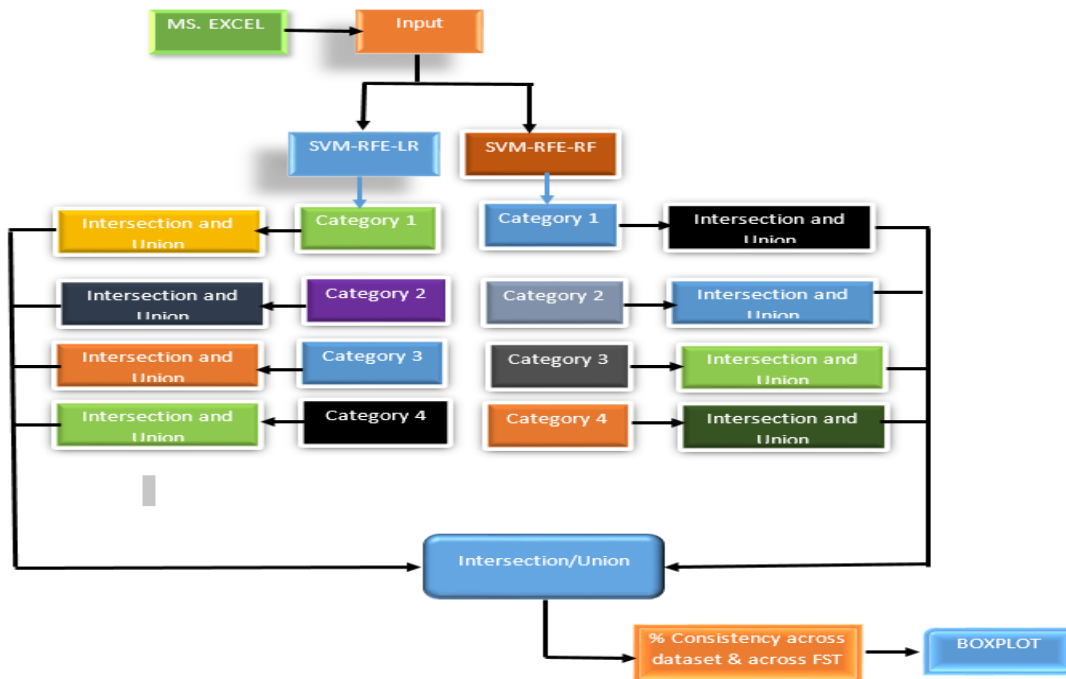 MS. EXCEL
Input
SVM-RFE-LR
SVM-RFE-RF
Intersection and
Union
Category 1
Category 1
Intersection and
Union
Intersection and
Union
Category 2
Category 2
Intersection and
Union
Intersection and
Union
Category 3
Category 3
Intersection and
Union
Intersection and
Union
Category 4
Category 4
Intersection and
Union
Intersection/Union
% Consistency across
dataset & across FST
BOXPLOT